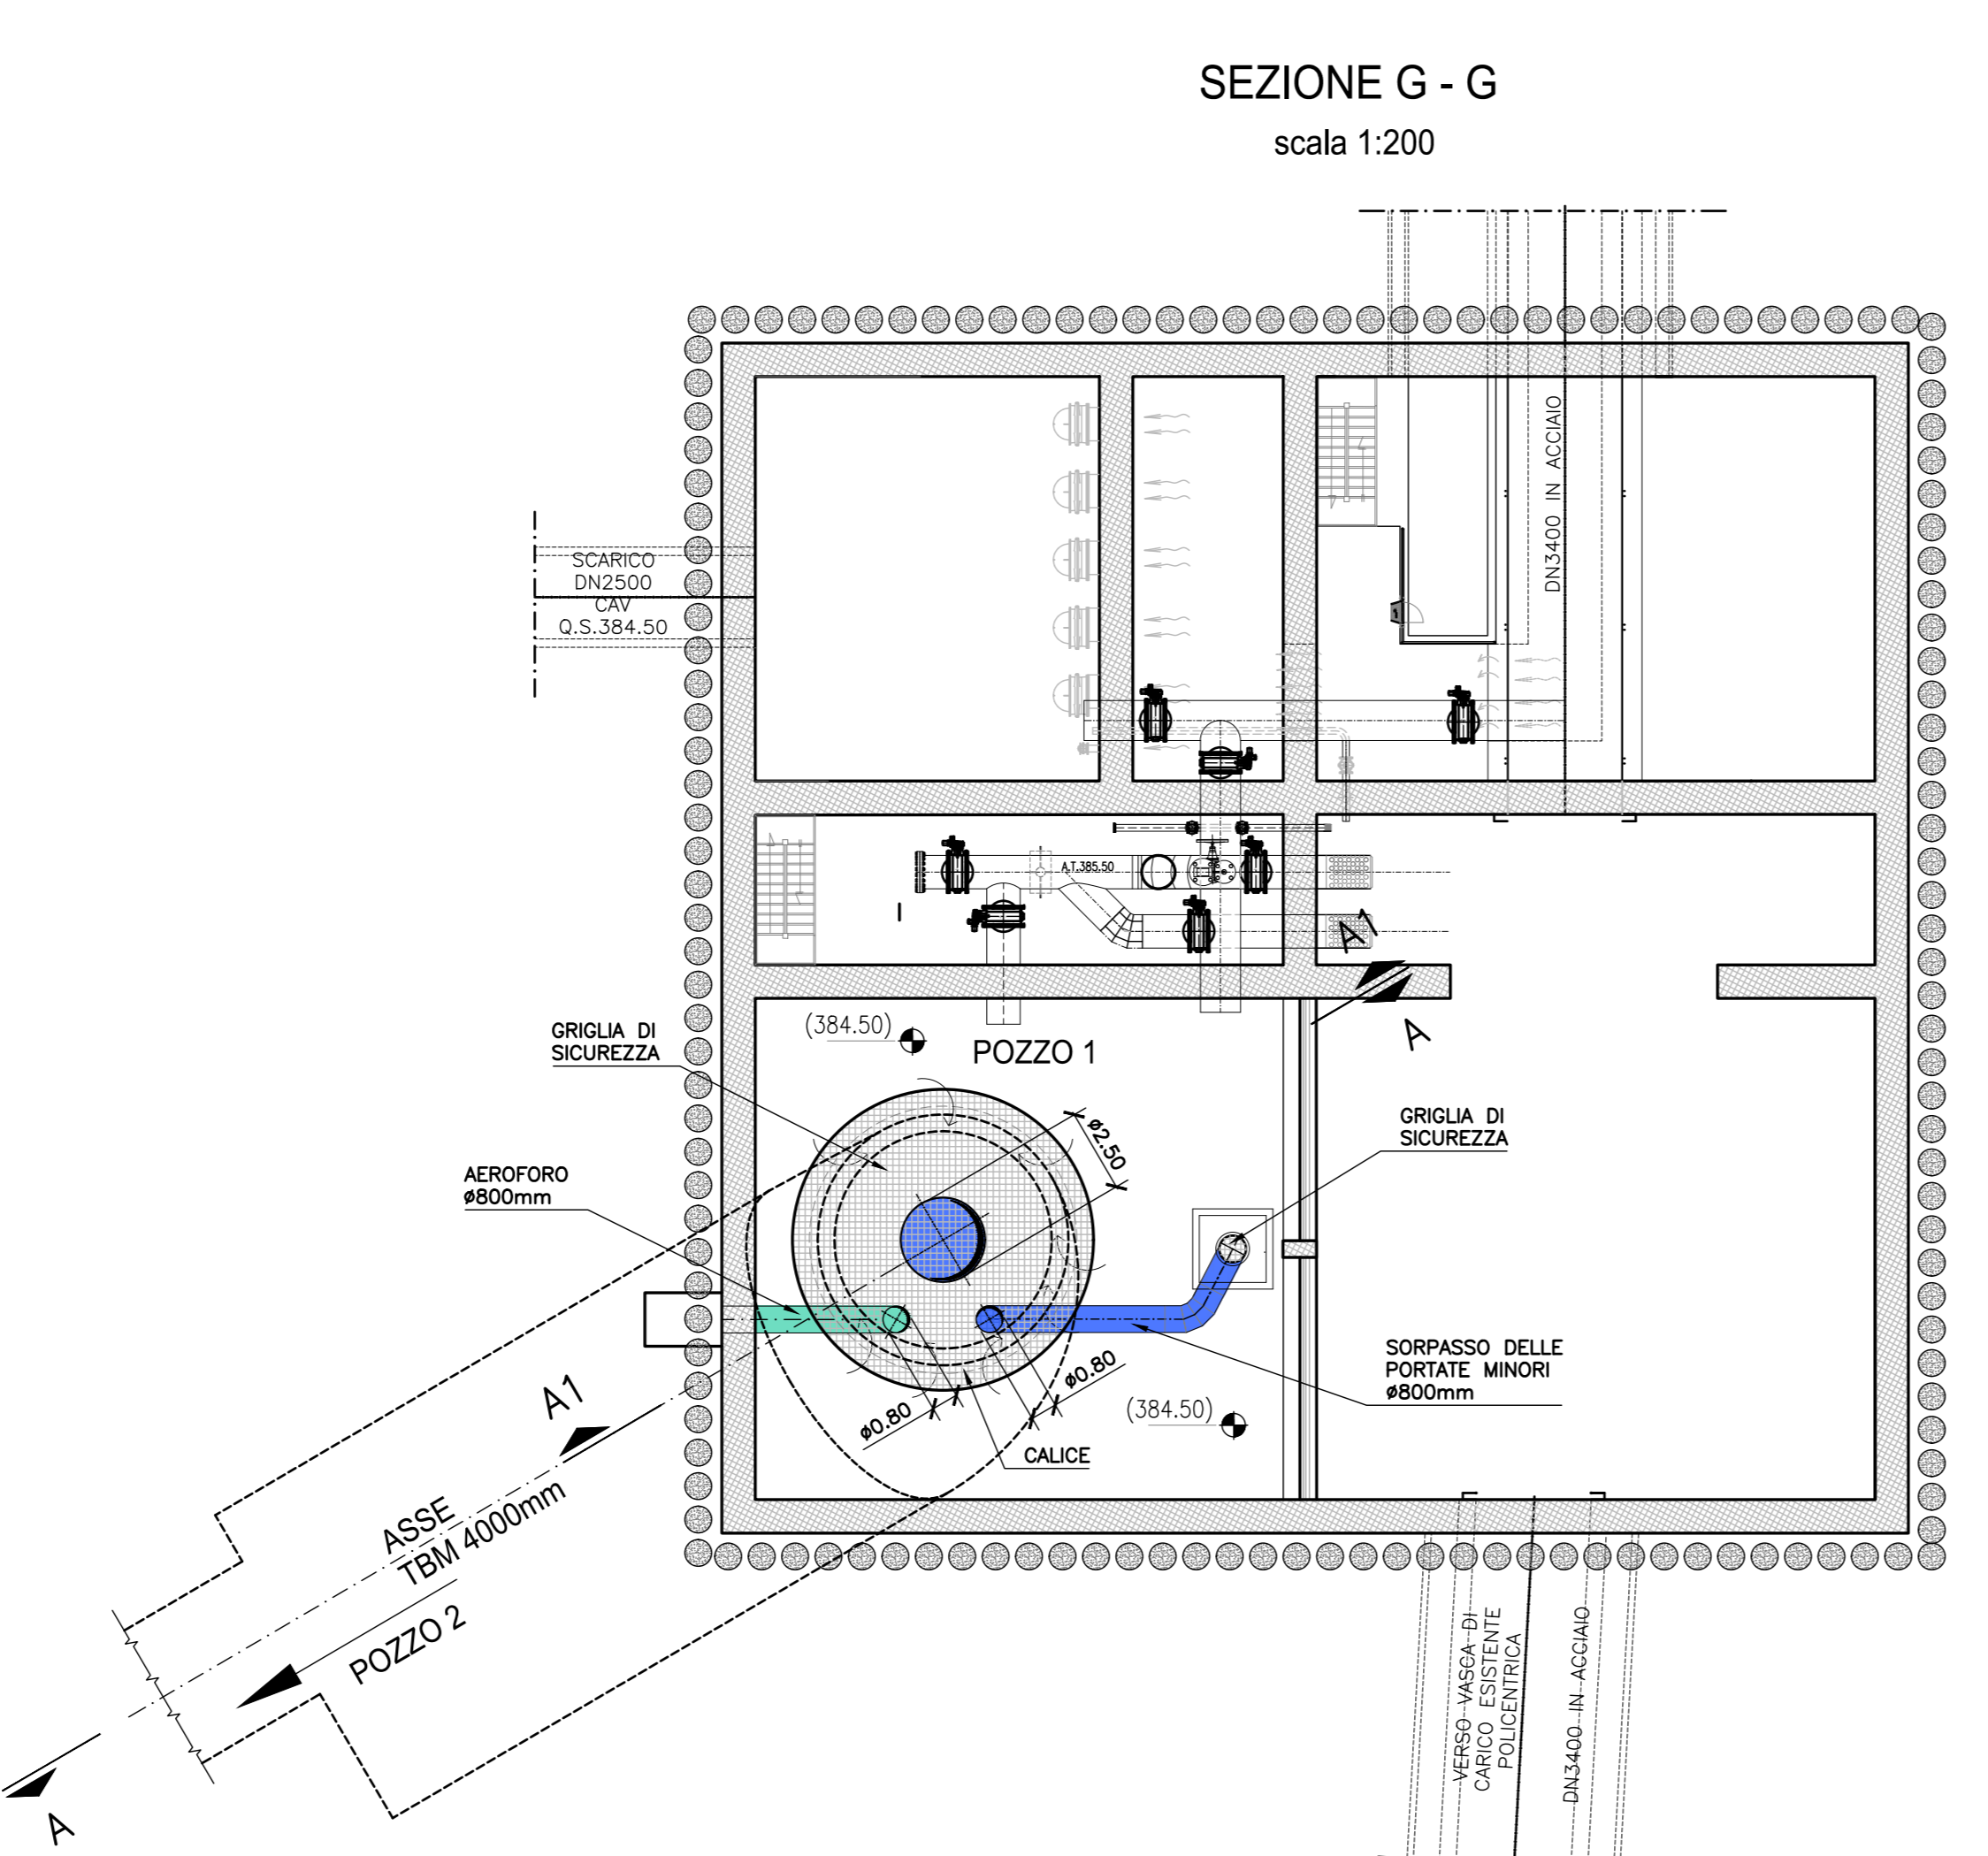 SEZIONE G - G
scala 1:200
DN3400 IN ACCIAIO
SCARICO
DN2500
CAV
Q.S.384.50
A.T.385.50
A1
A
(384.50)
POZZO 1
GRIGLIA DI
SICUREZZA
ø2.50
GRIGLIA DI
SICUREZZA
AEROFORO
ø800mm
SORPASSO DELLE
PORTATE MINORI
ø800mm
ø0.80
ø0.80
(384.50)
CALICE
A1
ASSE
TBM 4000mm
POZZO 2
A
VERSO VASCA DI
CARICO ESISTENTE
POLICENTRICA
DN3400 IN ACCIAIO